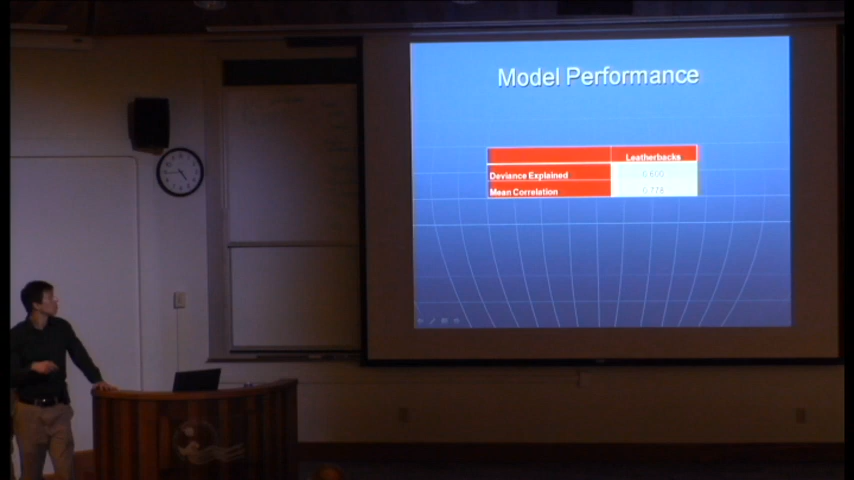 Model Performance
Leatherbacks
Deviance Explained 0.600
Mean Correlation 0.778